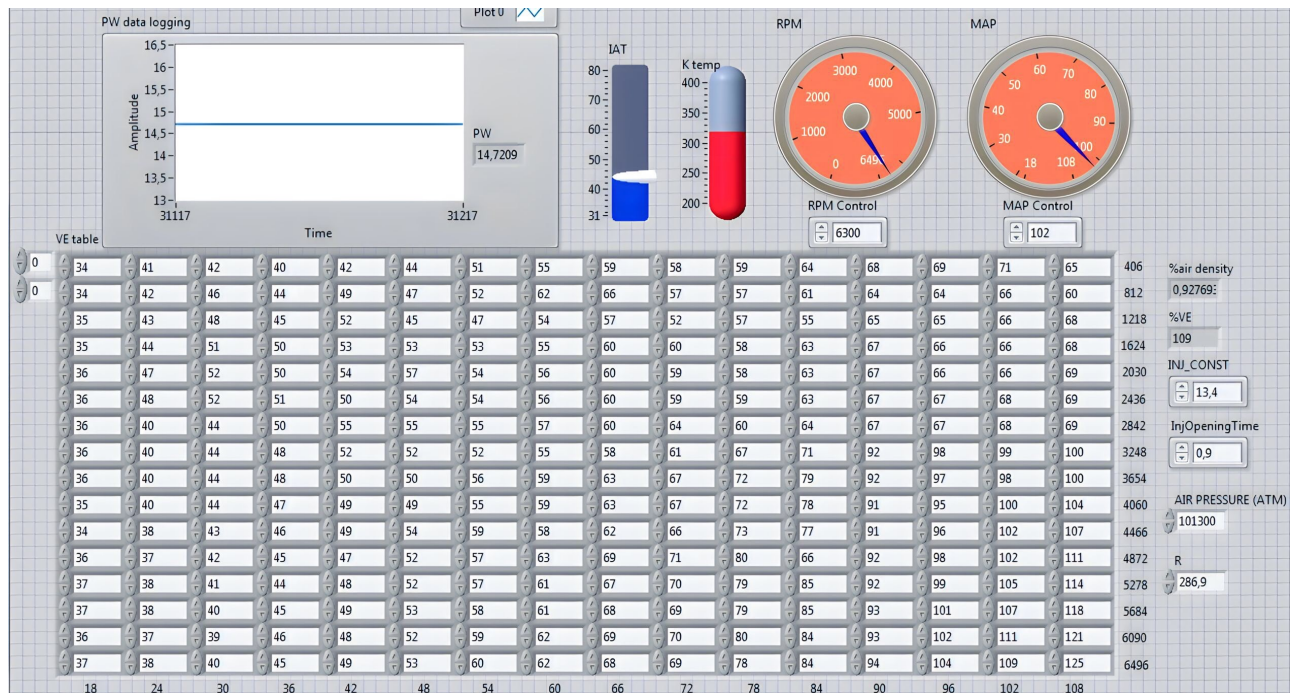 Plot 0
PW data logging
RPM
MAP
16,5
16
15,5
15
14,5
14
13,5
13
Amplitude
31117
31217
Time
PW
14,7209
IAT
80
70
60
50
40
31
K temp
400
350
300
250
200
0
1000
2000
3000
4000
5000
18
30
40
50
60
70
80
90
108
RPM Control
6300
MAP Control
102
VE table
0
0
34 41 42 40 42 44 51 55 59 58 59 64 68 69 71 65 406
34 42 46 44 49 47 52 62 66 57 57 61 64 64 66 60 812
35 43 48 45 52 45 47 54 57 52 57 55 65 65 66 68 1218
35 44 51 50 53 53 53 55 60 60 58 63 67 66 66 68 1624
36 47 52 50 54 57 54 56 60 59 58 63 67 66 66 69 2030
36 48 52 51 50 54 54 56 60 59 59 63 67 67 68 69 2436
36 40 44 50 55 55 55 57 60 64 60 64 67 67 68 69 2842
36 40 44 48 52 52 52 55 58 61 67 71 92 98 99 100 3248
36 40 44 48 50 50 56 59 63 67 72 79 92 97 98 100 3654
35 40 44 47 49 49 55 59 63 67 72 78 91 95 100 104 4060
34 38 43 46 49 54 59 58 62 66 73 77 91 96 102 107 4466
36 37 42 45 47 52 57 63 69 71 80 66 92 98 102 111 4872
37 38 41 44 48 52 57 61 67 70 79 85 92 99 105 114 5278
37 38 40 45 49 53 58 61 68 69 79 85 93 101 107 118 5684
36 37 39 46 48 52 59 62 69 70 80 84 93 102 111 121 6090
37 38 40 45 49 53 60 62 68 69 78 84 94 104 109 125 6496
18 24 30 36 42 48 54 60 66 72 78 84 90 96 102 108
%air density
%VE
109
INJ_CONST
13,4
InjOpeningTime
0,9
AIR PRESSURE (ATM)
101300
R
286,9